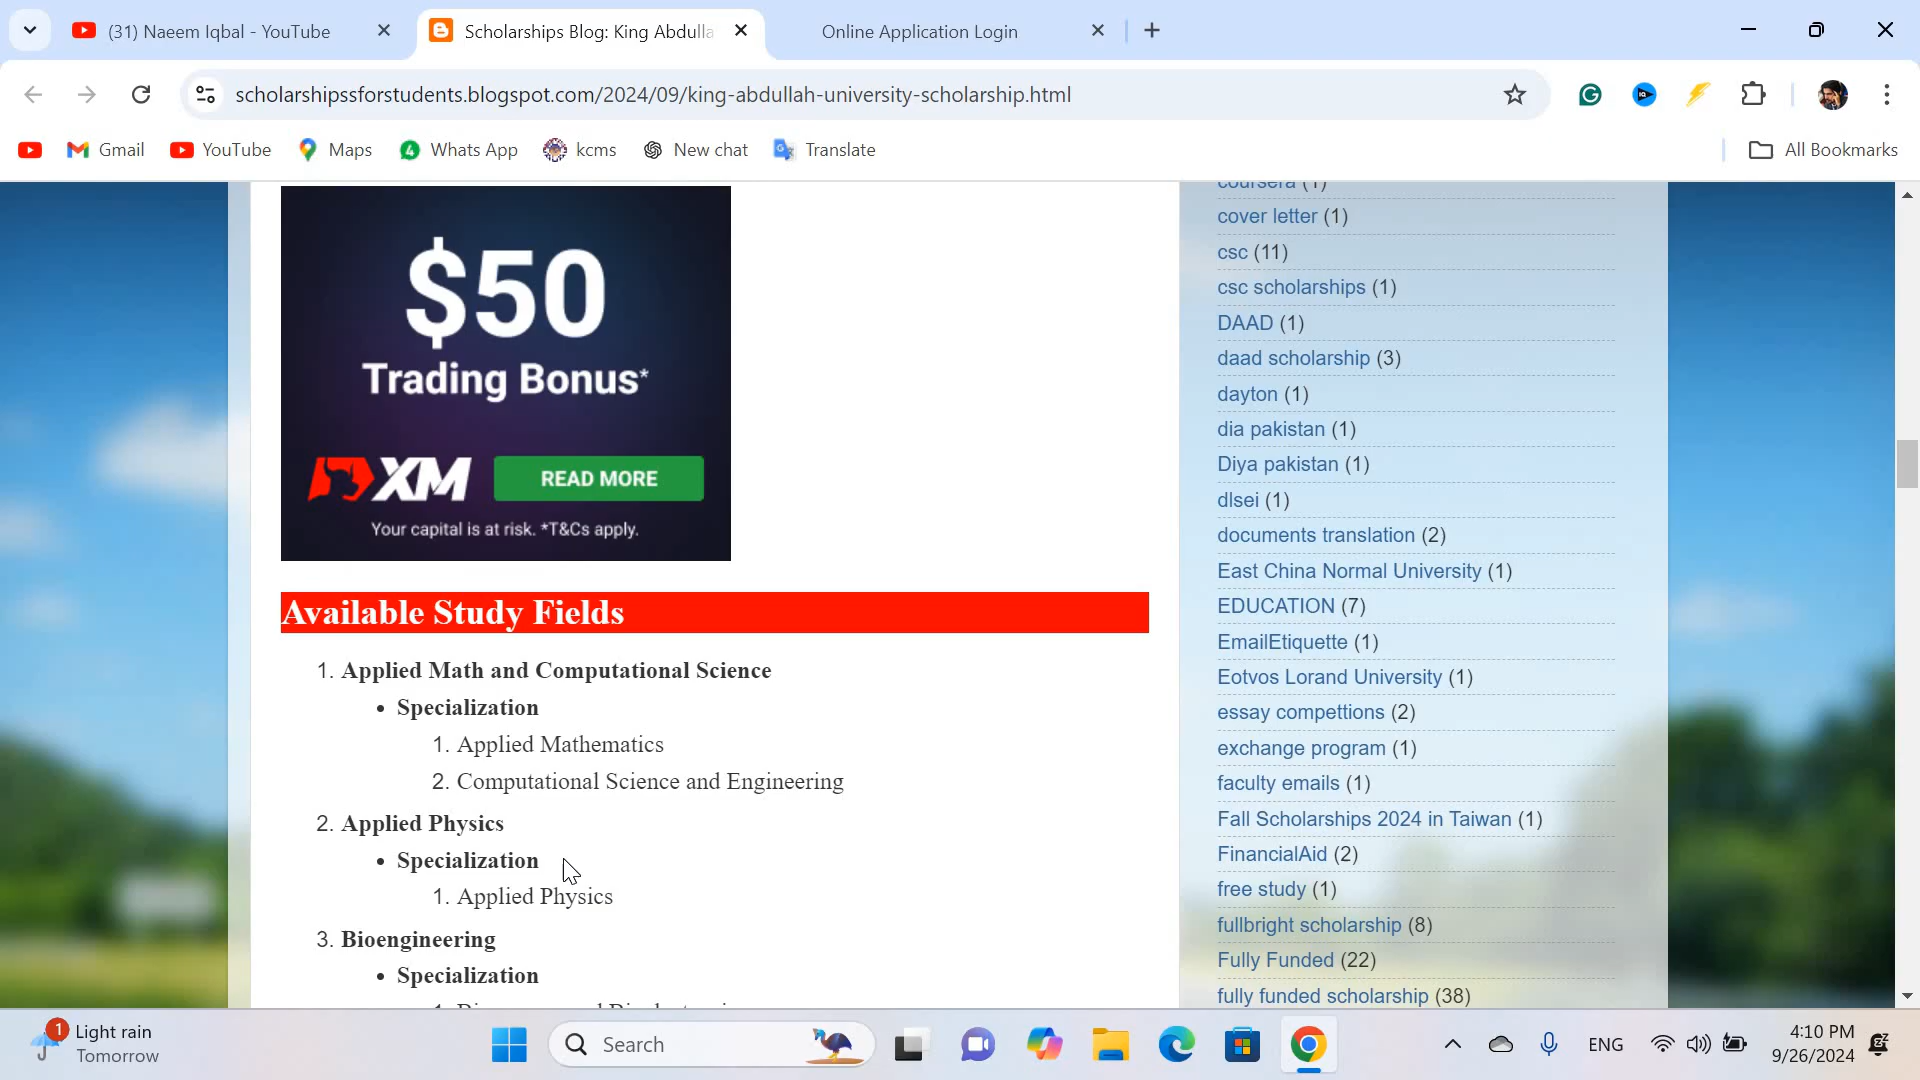 (31) Naeem Iqbal - YouTube
Scholarships Blog: King Abdulla
Online Application Login
scholarshipssforstudents.blogspot.com/2024/09/king-abdullah-university-scholarship.html
Gmail
YouTube
Maps
4
Whats App
kcms
New chat
Translate
All Bookmarks
$50
Trading Bonus*
XM
READ MORE
Your capital is at risk. *T&Cs apply.
Available Study Fields
1. Applied Math and Computational Science
• Specialization
1. Applied Mathematics
2. Computational Science and Engineering
2. Applied Physics
• Specialization
1. Applied Physics
3. Bioengineering
• Specialization
coursera (1)
cover letter (1)
csc (11)
csc scholarships (1)
DAAD (1)
daad scholarship (3)
dayton (1)
dia pakistan (1)
Diya pakistan (1)
dlsei (1)
documents translation (2)
East China Normal University (1)
EDUCATION (7)
EmailEtiquette (1)
Eotvos Lorand University (1)
essay compettions (2)
exchange program (1)
faculty emails (1)
Fall Scholarships 2024 in Taiwan (1)
FinancialAid (2)
free study (1)
fullbright scholarship (8)
Fully Funded (22)
fully funded scholarship (38)
1
Light rain
Tomorrow
Search
ENG
4:10 PM
9/26/2024